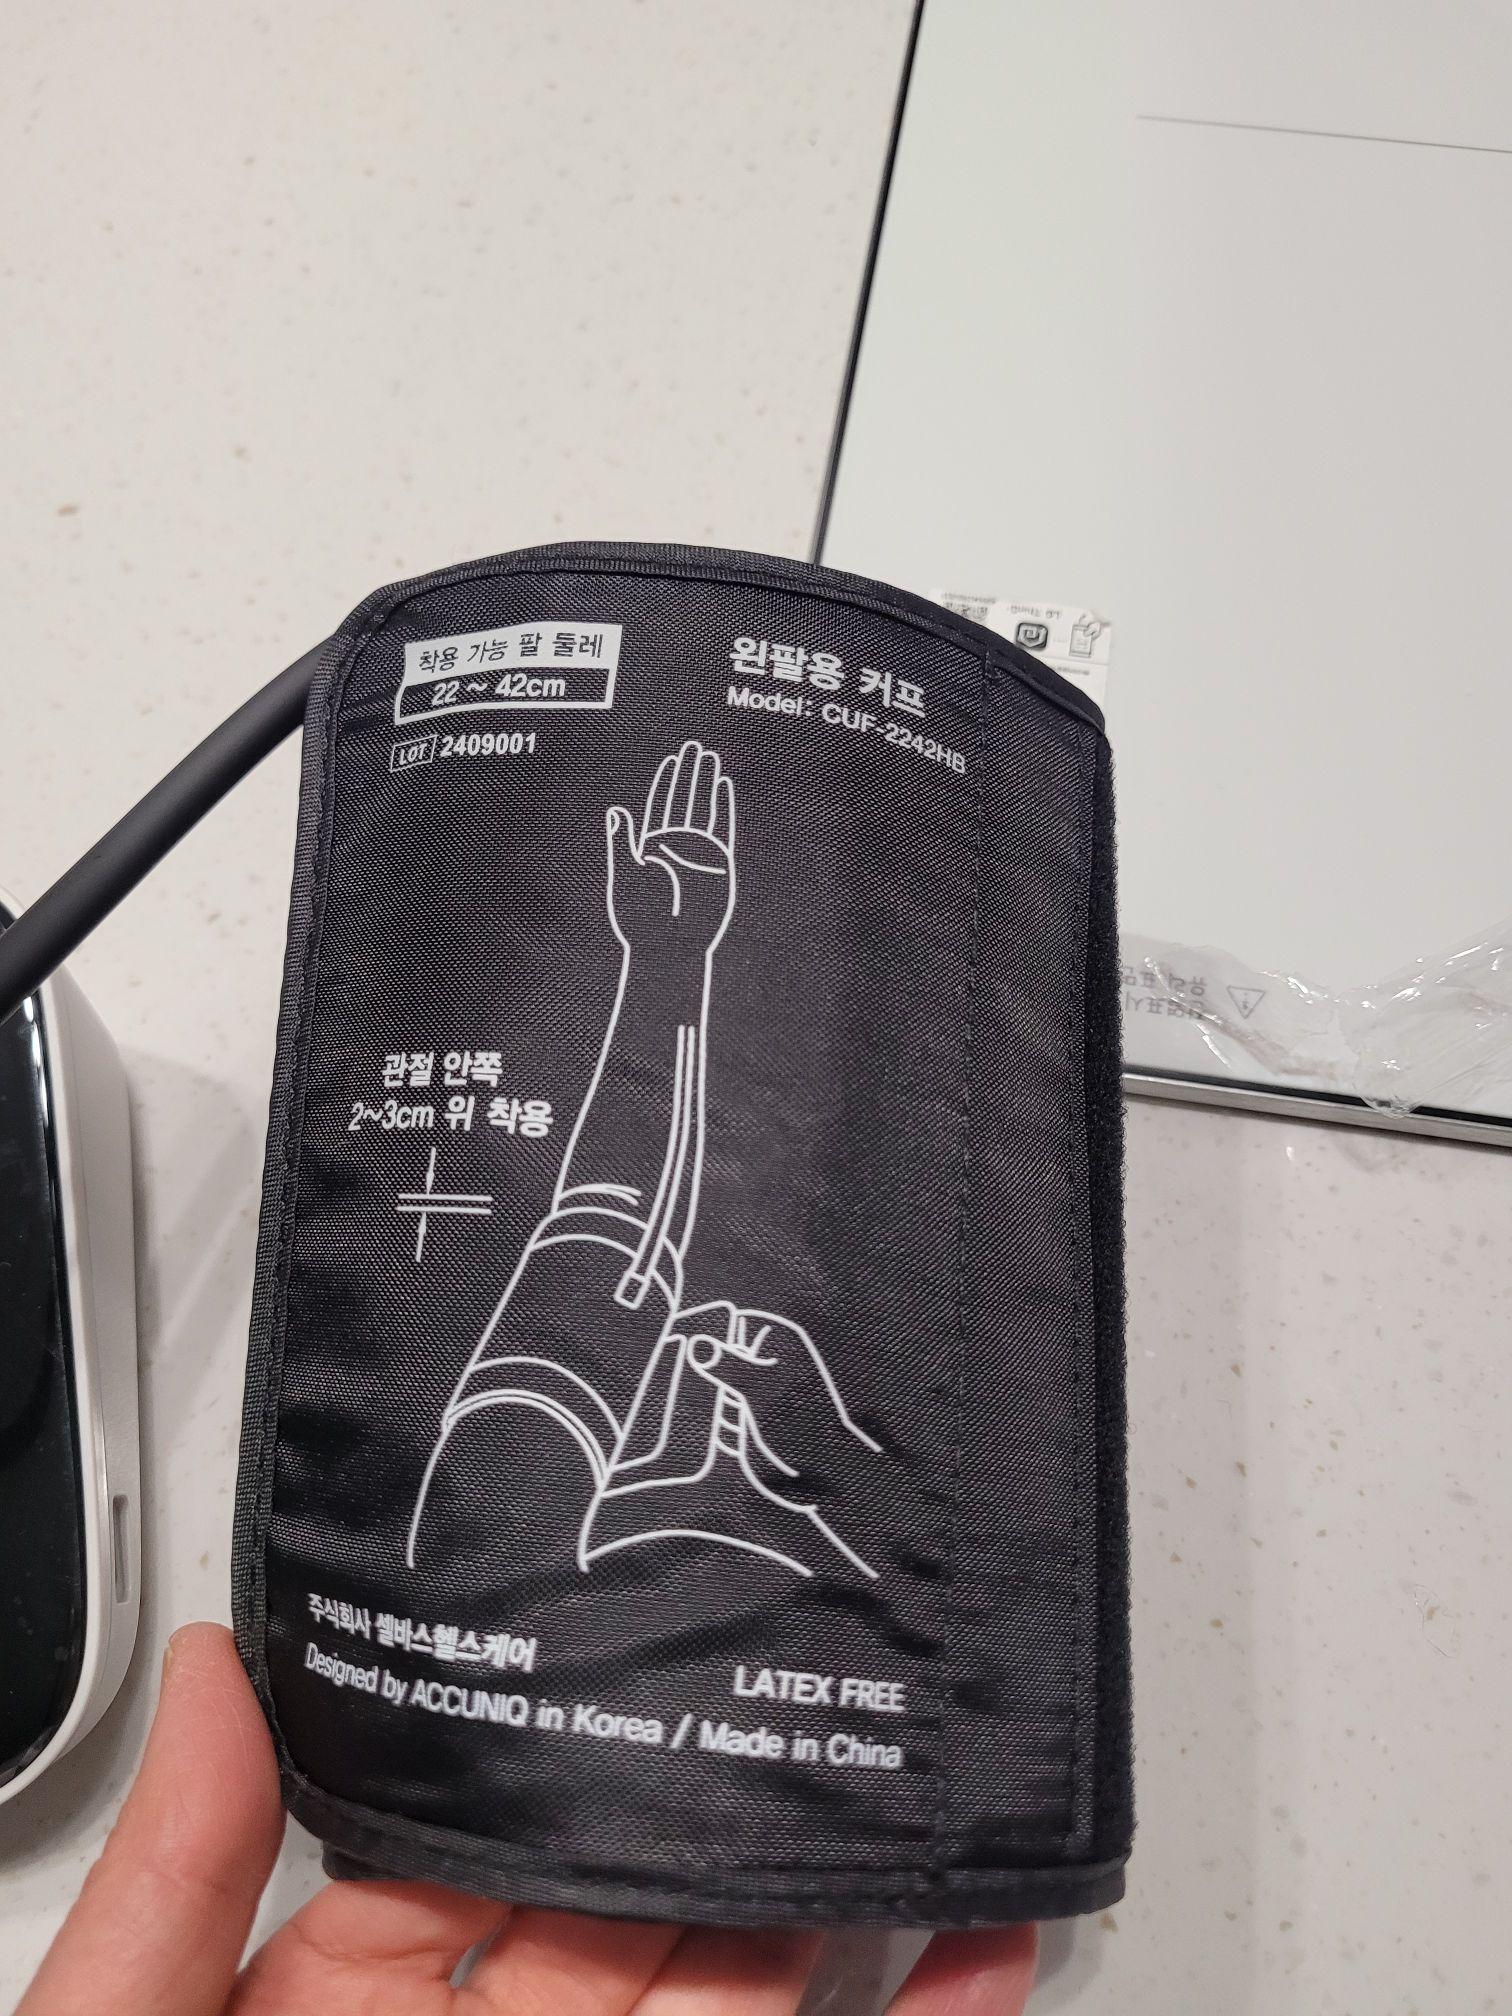 착용 가능 팔 둘레
22 ~ 42cm
LOT 2409001
왼팔용 커프
Model: CUF-2242HB
관절 안쪽
2~3cm 위 착용
주식회사 셀바스헬스케어
Designed by ACCUNIQ in Korea / Made in China
LATEX FREE